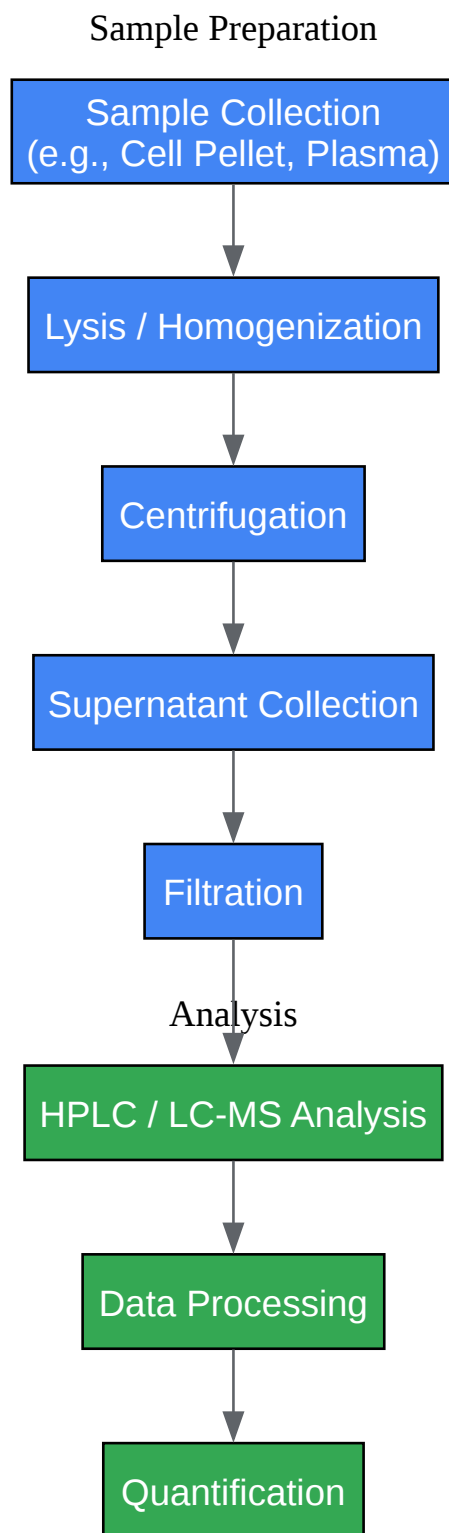 Sample Preparation
Sample Collection
(e.g., Cell Pellet, Plasma)
Lysis / Homogenization
Centrifugation
Supernatant Collection
Filtration
Analysis
HPLC / LC-MS Analysis
Data Processing
Quantification